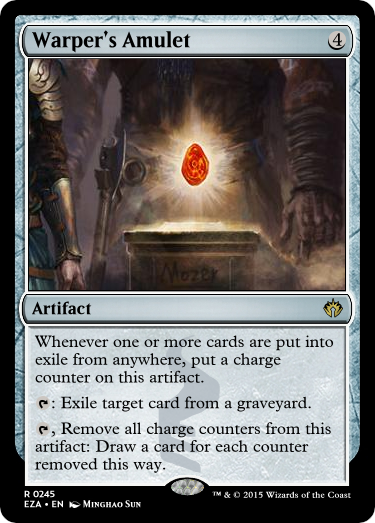 Warper's Amulet 4
Mozer
Artifact
Whenever one or more cards are put into
exile from anywhere, put a charge
counter on this artifact.
: Exile target card from a graveyard.
, Remove all charge counters from this
artifact: Draw a card for each counter
removed this way.
R 0245
EZA • EN Minghao Sun
™ & © 2015 Wizards of the Coast